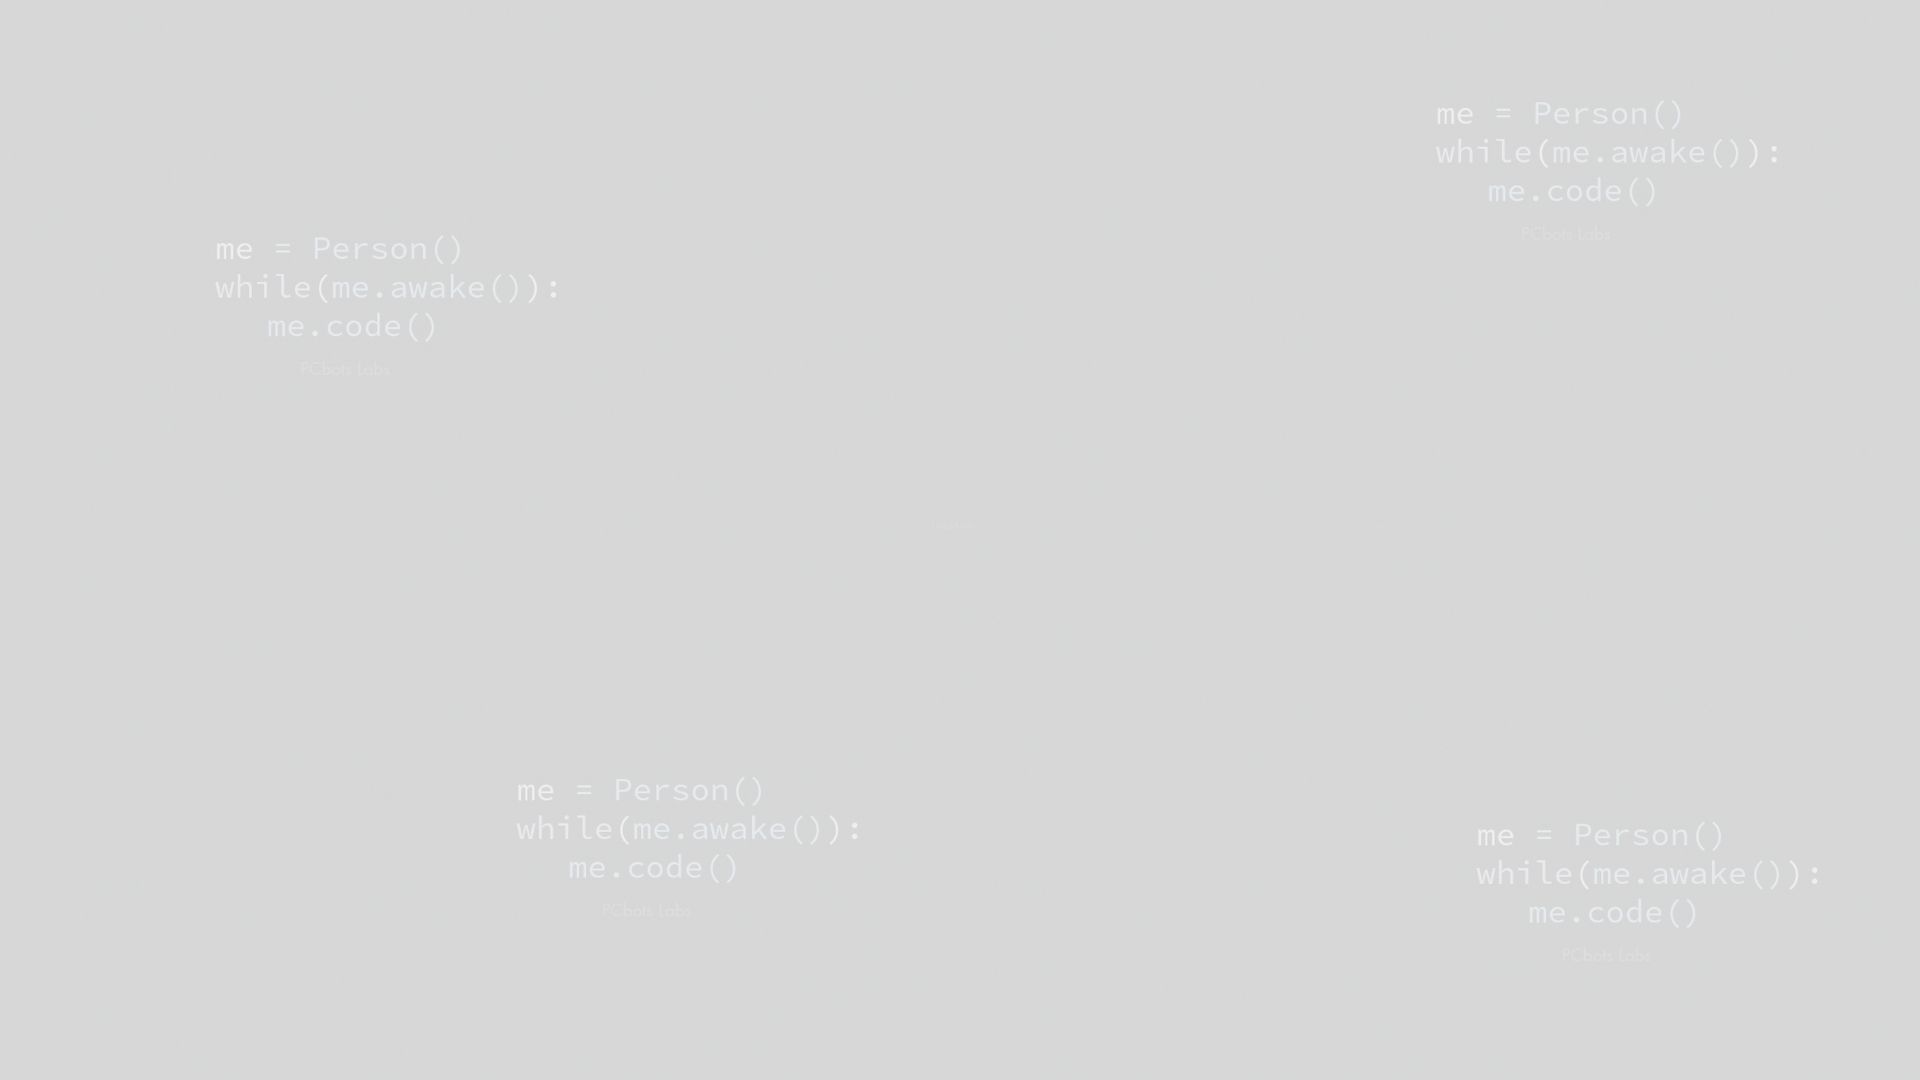 me = Person()
while(me.awake()):
me.code()
PCbots Labs
me = Person()
while(me.awake()):
me.code()
PCbots Labs
me = Person()
while(me.awake()):
me.code()
PCbots Labs
me = Person()
while(me.awake()):
me.code()
PCbots Labs